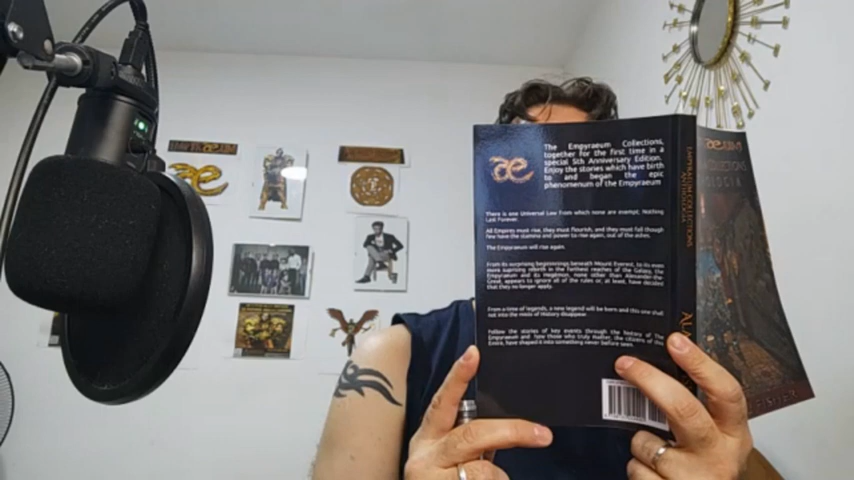 æ
The Empyraeum Collections,
together for the first time in a
special 5th Anniversary Edition.
Enjoy the stories which have birth
to and began the epic
phenomenum of the Empyraeum
There is one Universal Law from which none are exempt; Nothing
Last Forever.
All Empires must rise, they must flourish, and they must fall though
few have the stamina and power to rise again, out of the ashes.
The Empyraeum will rise again.
From its surprising beginnings beneath Mount Everest, to its even
more suprising rebirth in the farthest reaches of the Galaxy, the
Empyraeum and its Hegemon, none other than Alexander-the-
Great, appears to ignore all of the rules or, at least, have decided
that they no longer apply.
From a time of legends, a new legend will be born and this one shall
not into the mists of History disappear.
Follow the stories of key events through the history of The
Empyraeum and how those who truly matter, the citizens of this
Empire, have shaped it into something never before seen.
EMPYRAEUM COLLECTIONS
ANTHOLOGIA
æ